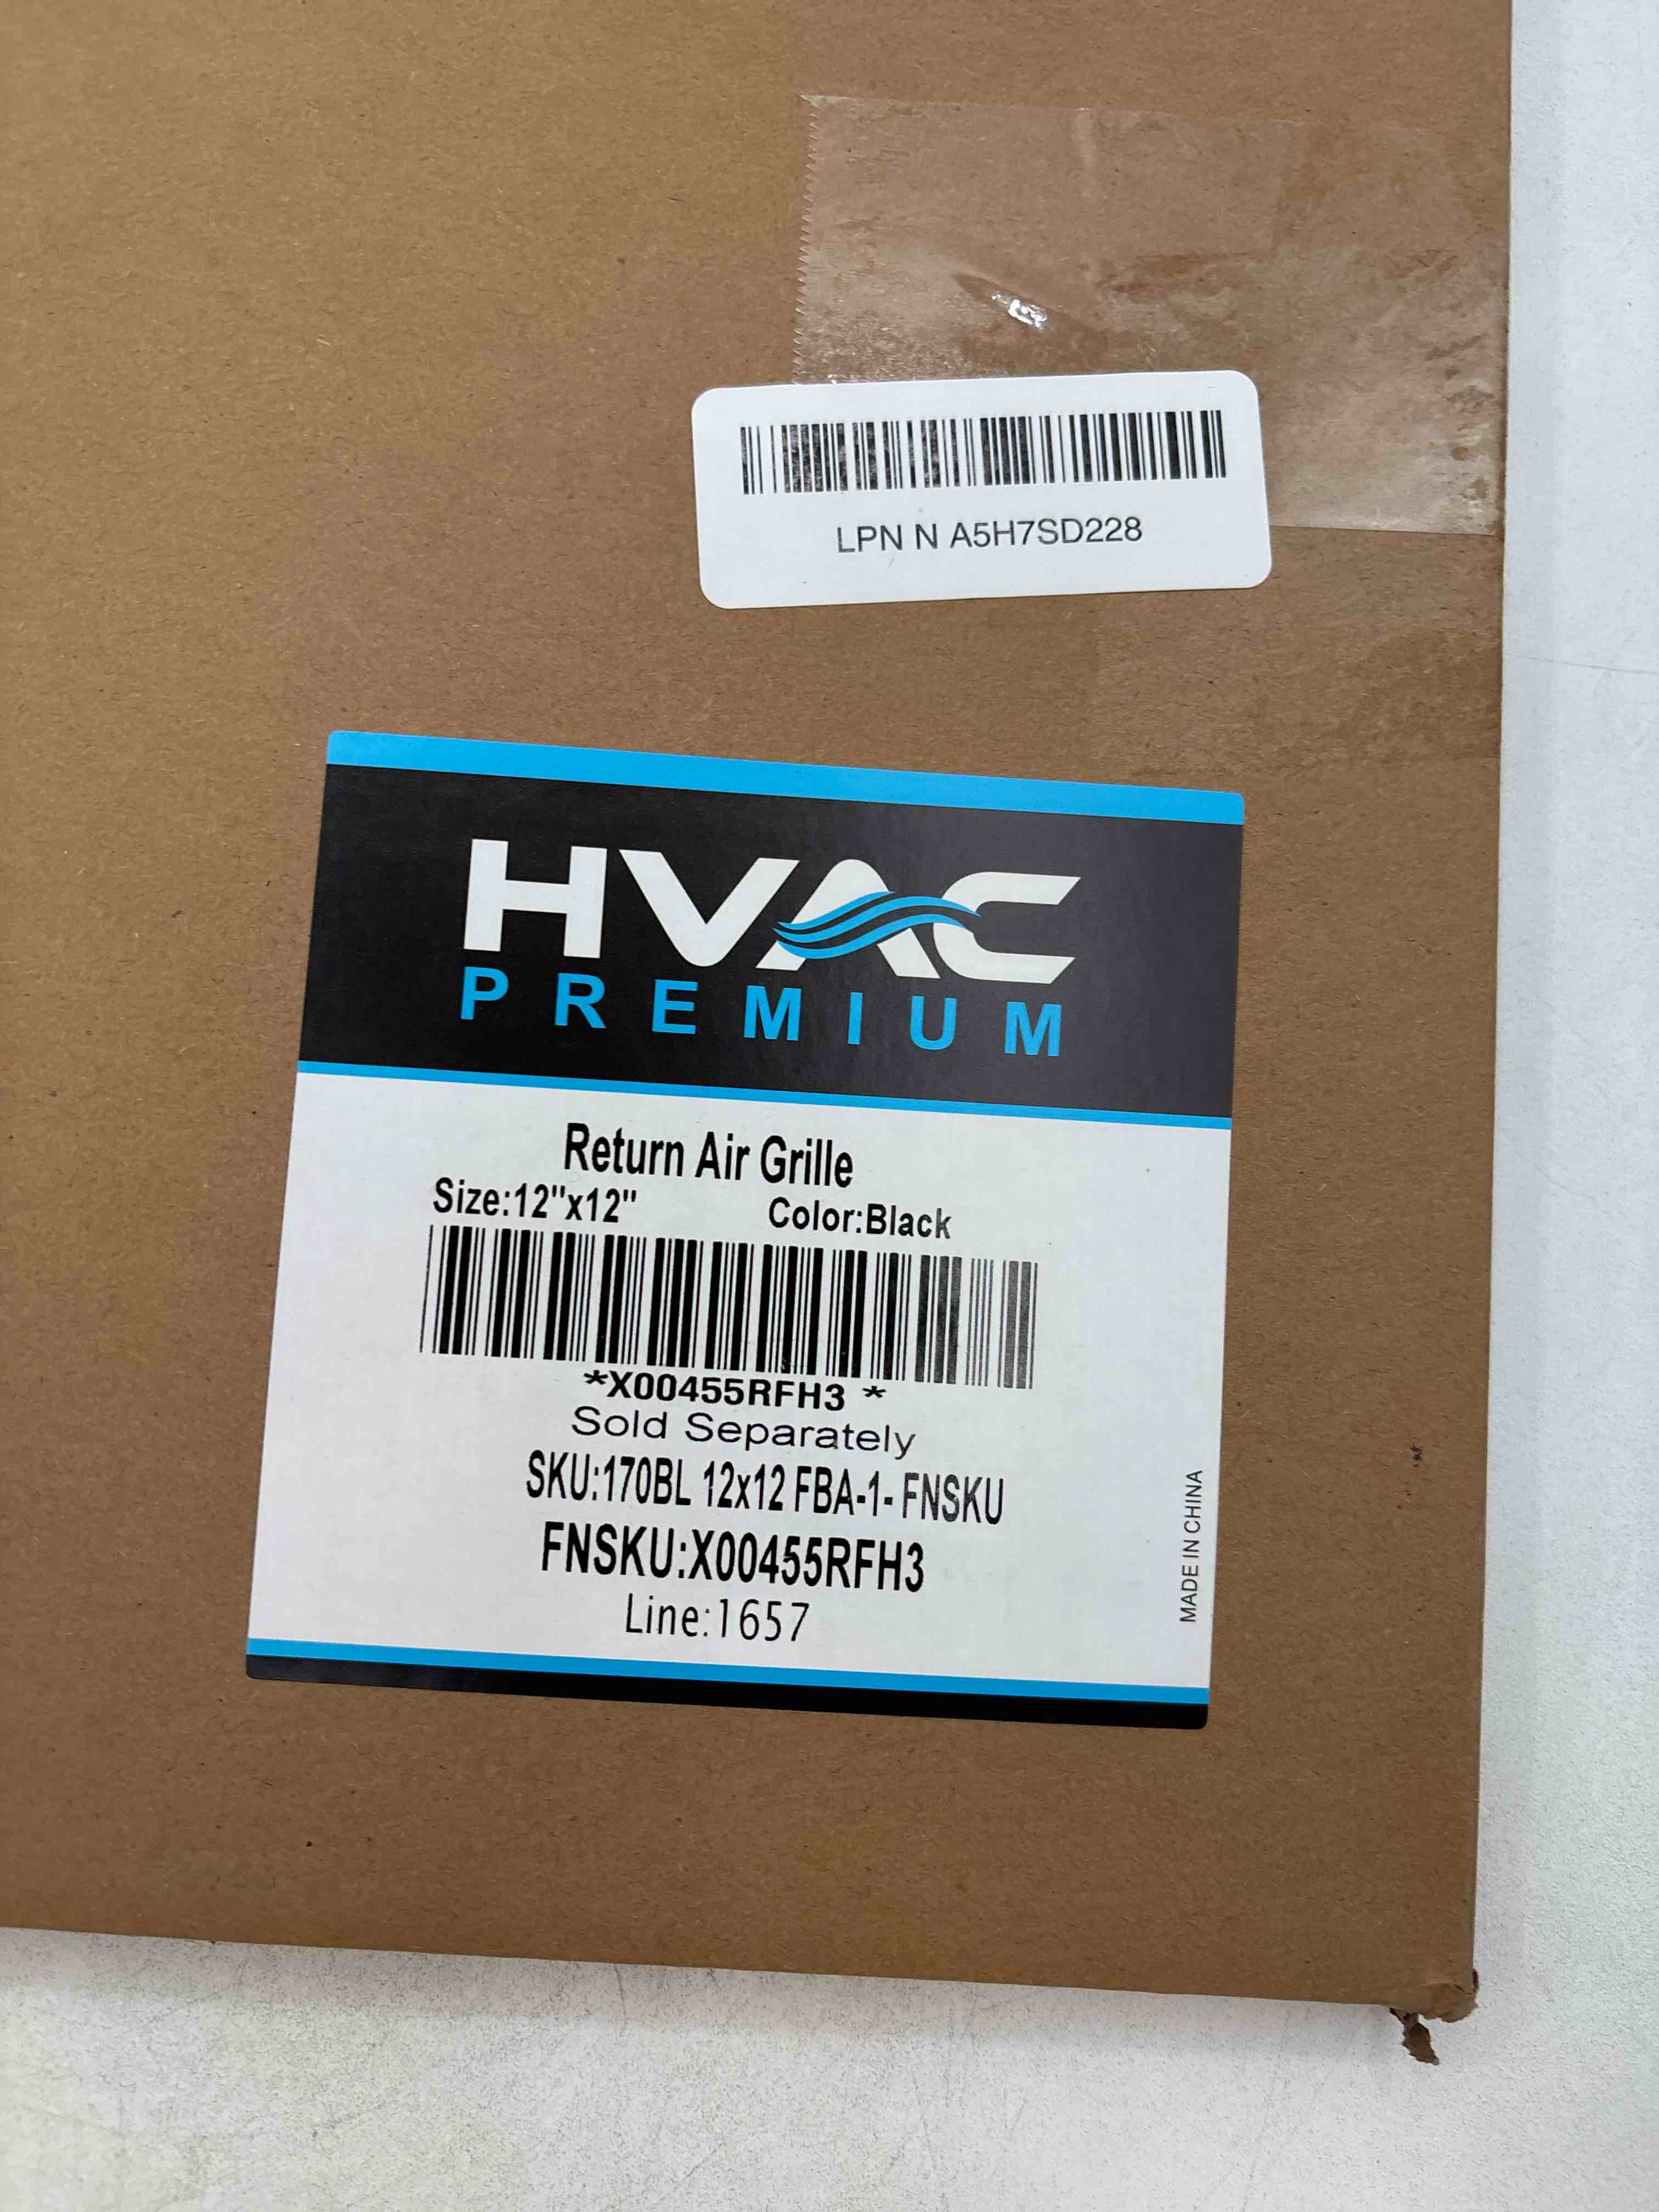 LPN N A5H7SD228
HVAC
PREMIUM
Return Air Grille
Size:12"x12" Color:Black
*X00455RFH3 *
Sold Separately
SKU:170BL 12x12 FBA-1- FNSKU
FNSKU:X00455RFH3
Line:1657
MADE IN CHINA